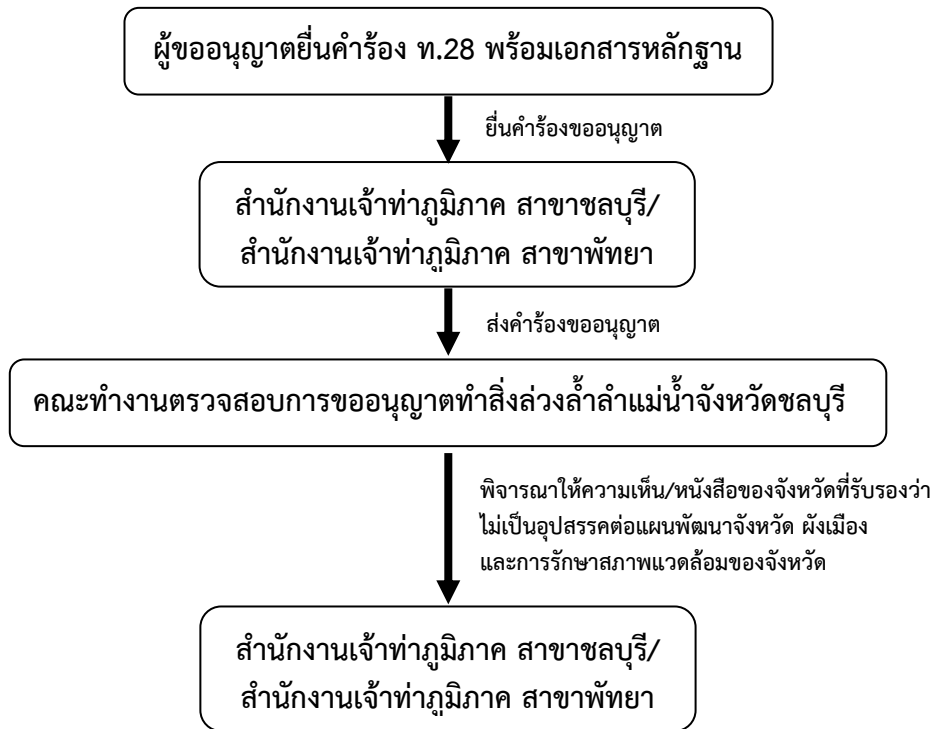 ผู้ขออนุญาตยื่นคำร้อง ท.28 พร้อมเอกสารหลักฐาน
ยื่นคำร้องขออนุญาต
สำนักงานเจ้าท่าภูมิภาค สาขาชลบุรี/
สำนักงานเจ้าท่าภูมิภาค สาขาพัทยา
ส่งคำร้องขออนุญาต
คณะทำงานตรวจสอบการขออนุญาตทำสิ่งล่วงล้ำลำแม่น้ำจังหวัดชลบุรี
พิจารณาให้ความเห็น/หนังสือของจังหวัดที่รับรองว่า
ไม่เป็นอุปสรรคต่อแผนพัฒนาจังหวัด ผังเมือง
และการรักษาสภาพแวดล้อมของจังหวัด
สำนักงานเจ้าท่าภูมิภาค สาขาชลบุรี/
สำนักงานเจ้าท่าภูมิภาค สาขาพัทยา